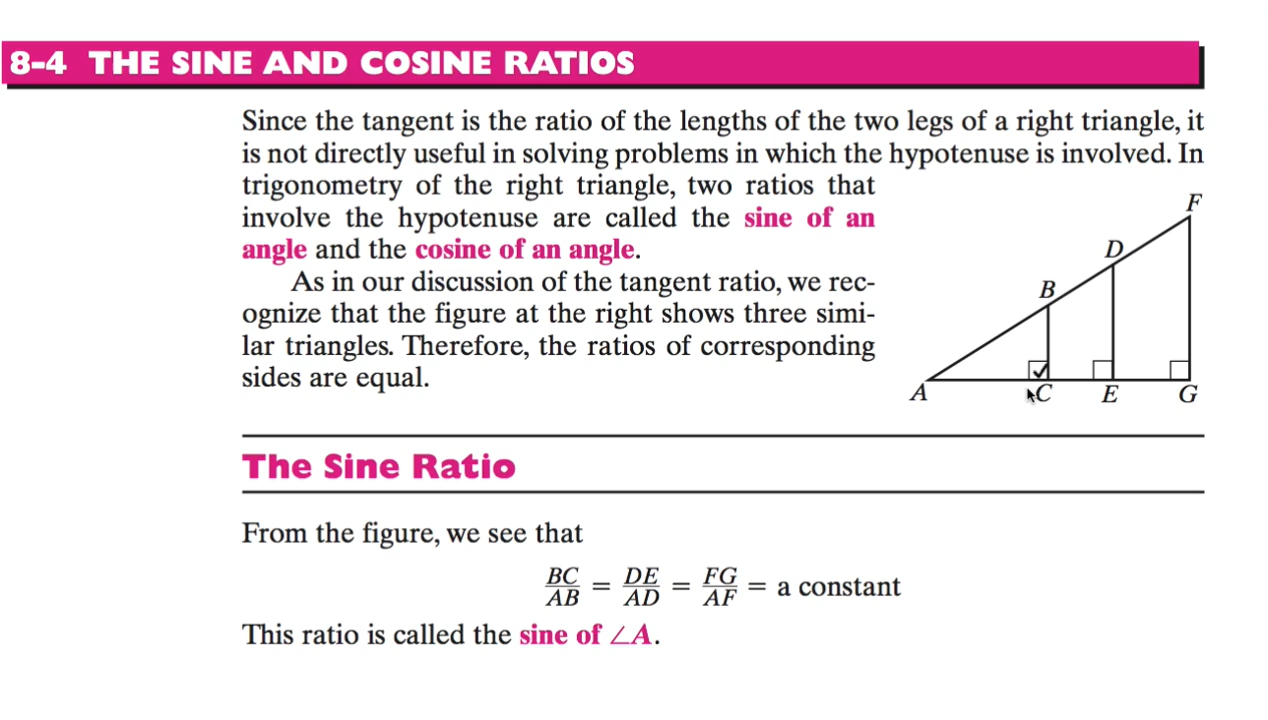 8-4 THE SINE AND COSINE RATIOS
Since the tangent is the ratio of the lengths of the two legs of a right triangle, it
is not directly useful in solving problems in which the hypotenuse is involved. In
trigonometry of the right triangle, two ratios that
involve the hypotenuse are called the sine of an
angle and the cosine of an angle.
As in our discussion of the tangent ratio, we rec-
ognize that the figure at the right shows three simi-
lar triangles. Therefore, the ratios of corresponding
sides are equal.
F
D
B
A C E G
The Sine Ratio
From the figure, we see that
BC/AB = DE/AD = FG/AF = a constant
This ratio is called the sine of ∠A.